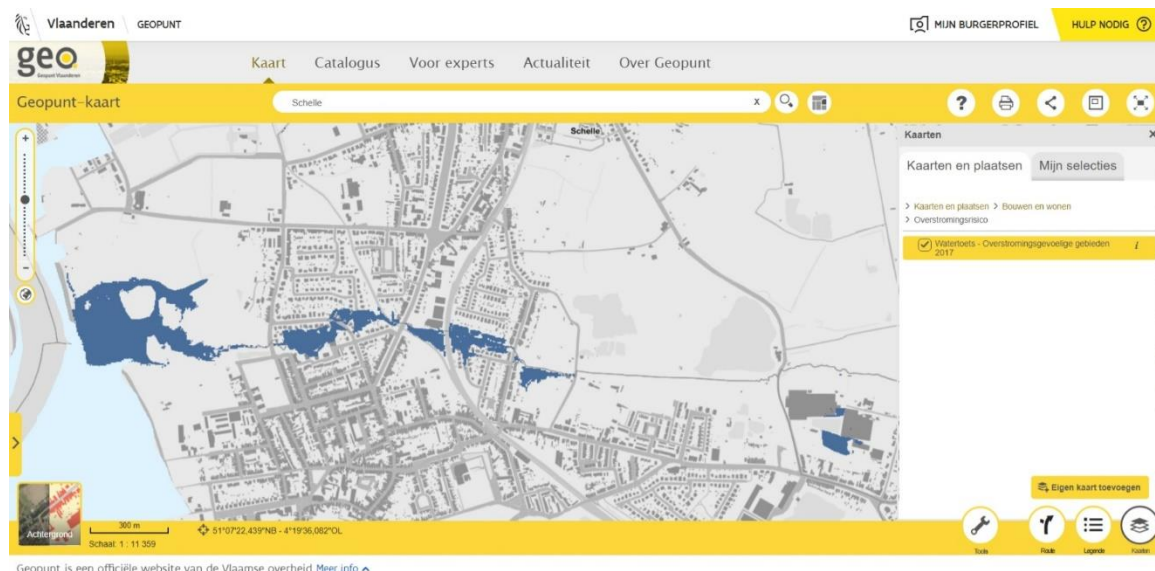 Vlaanderen GEOPUNT MIJN BURGERPROFIEL HULP NODIG ?
geo
Geopunt Vlaanderen
Kaart Catalogus Voor experts Actualiteit Over Geopunt
Geopunt-kaart Schelle x ?
Schelle
Kaarten x
Kaarten en plaatsen Mijn selecties
> Kaarten en plaatsen > Bouwen en wonen
> Overstromingsrisico
Watertoets - Overstromingsgevoelige gebieden 2017 i
+
-
>
Eigen kaart toevoegen
Achtergrond
300 m
Schaal: 1 : 11 359
51°07'22,439"NB - 4°19'36,082"OL
Tools Route Legende Kaarten
Geopunt is een officiële website van de Vlaamse overheid Meer info